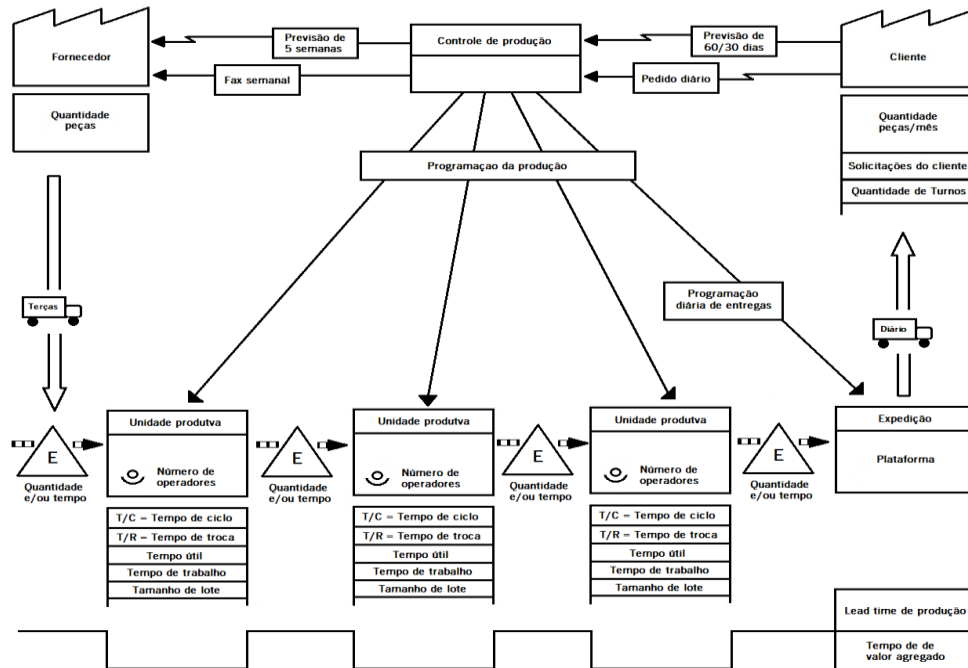 Fornecedor
Previsão de
5 semanas
Controle de produção
Previsão de
60/30 dias
Cliente
Fax semanal
Pedido diário
Quantidade
peças
Quantidade
peças/mês
Programaçao da produção
Solicitações do cliente
Quantidade de Turnos
Programação
diária de entregas
Terças
Diário
Unidade produtva
Unidade produtva
Unidade produtva
Expedição
E
E
E
E
Plataforma
Número de
operadores
Número de
operadores
Número de
operadores
Quantidade
e/ou tempo
Quantidade
e/ou tempo
Quantidade
e/ou tempo
Quantidade
e/ou tempo
T/C = Tempo de ciclo
T/R = Tempo de troca
Tempo útil
Tempo de trabalho
Tamanho de lote
T/C = Tempo de ciclo
T/R = Tempo de troca
Tempo útil
Tempo de trabalho
Tamanho de lote
T/C = Tempo de ciclo
T/R = Tempo de troca
Tempo útil
Tempo de trabalho
Tamanho de lote
Lead time de produção
Tempo de de
valor agregado